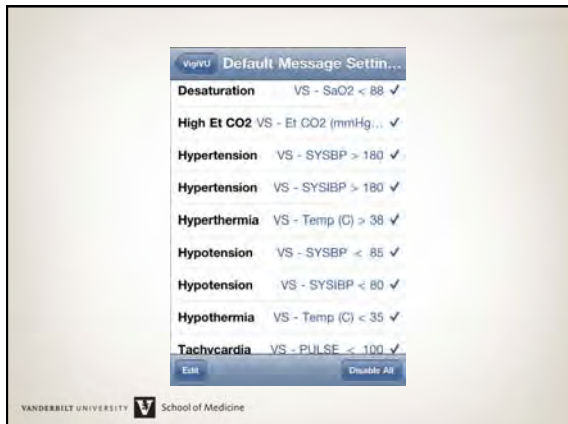 VigiVU Default Message Settin...
Desaturation VS - SaO2 < 88 ✓
High Et CO2 VS - Et CO2 (mmHg... ✓
Hypertension VS - SYSBP > 180 ✓
Hypertension VS - SYSIBP > 180 ✓
Hyperthermia VS - Temp (C) > 38 ✓
Hypotension VS - SYSBP < 85 ✓
Hypotension VS - SYSIBP < 80 ✓
Hypothermia VS - Temp (C) < 35 ✓
Tachycardia VS - PULSE < 100 ✓
Edit Disable All
VANDERBILT UNIVERSITY V School of Medicine